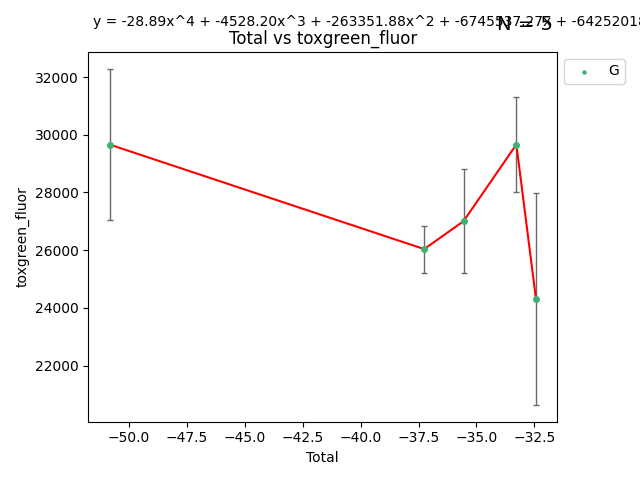 y = -28.89x^4 + -4528.20x^3 + -263351.88x^2 + + -64252018
N = 5
Total vs toxgreen_fluor
G
32000
30000
28000
26000
24000
22000
toxgreen_fluor
−50.0 −47.5 −45.0 −42.5 −40.0 −37.5 −35.0 −32.5
Total